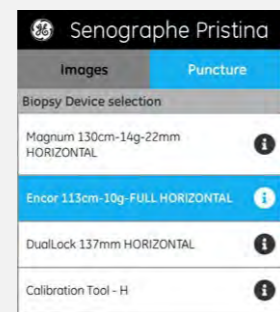 Senographe Pristina
Images Puncture
Biopsy Device selection
Magnum 130cm-14g-22mm
HORIZONTAL
Encor 113cm-10g-FULL HORIZONTAL
DualLock 137mm HORIZONTAL
Calibration Tool - H